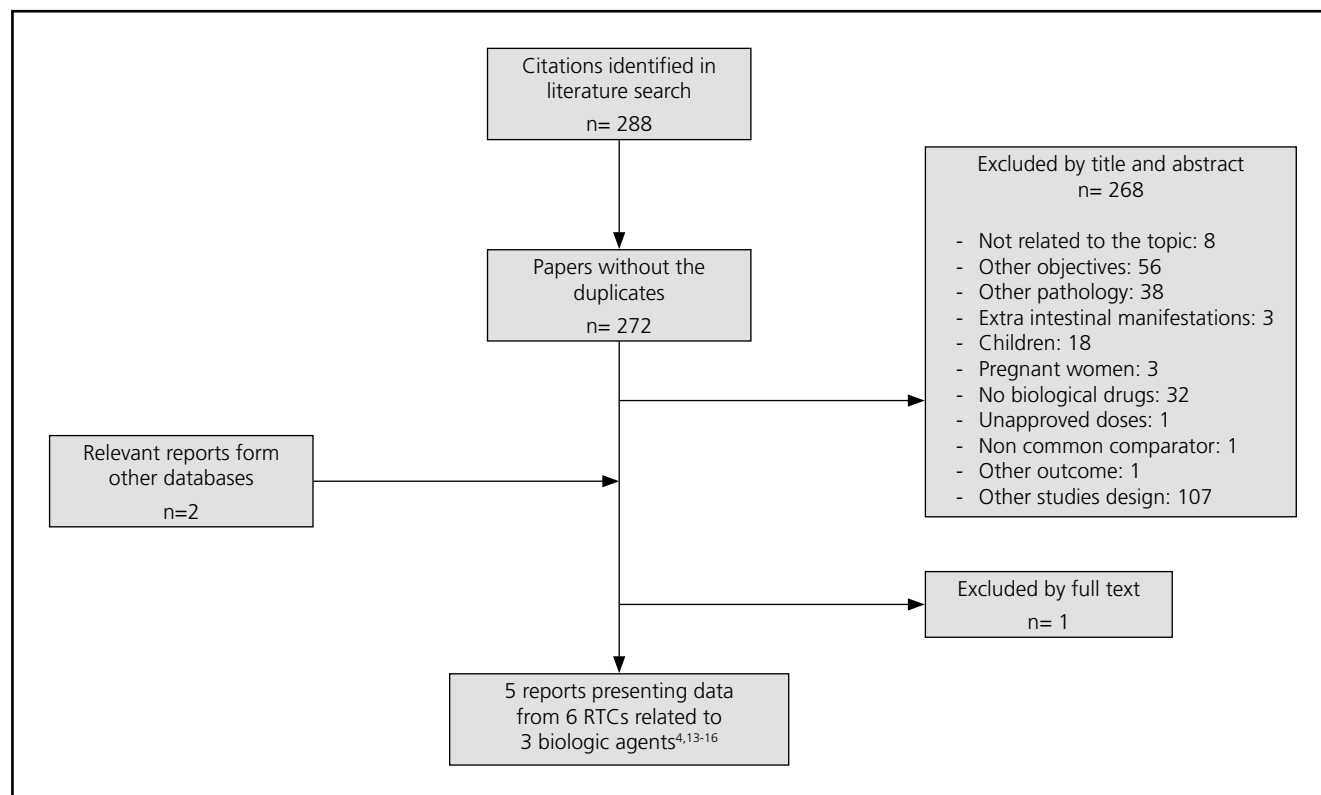 Citations identified in
literature search
n= 288
Excluded by title and abstract
n= 268
- Not related to the topic: 8
- Other objectives: 56
- Other pathology: 38
- Extra intestinal manifestations: 3
- Children: 18
- Pregnant women: 3
- No biological drugs: 32
- Unapproved doses: 1
- Non common comparator: 1
- Other outcome: 1
- Other studies design: 107
Papers without the
duplicates
n= 272
Relevant reports form
other databases
n=2
Excluded by full text
n= 1
5 reports presenting data
from 6 RTCs related to
3 biologic agents4,13-16